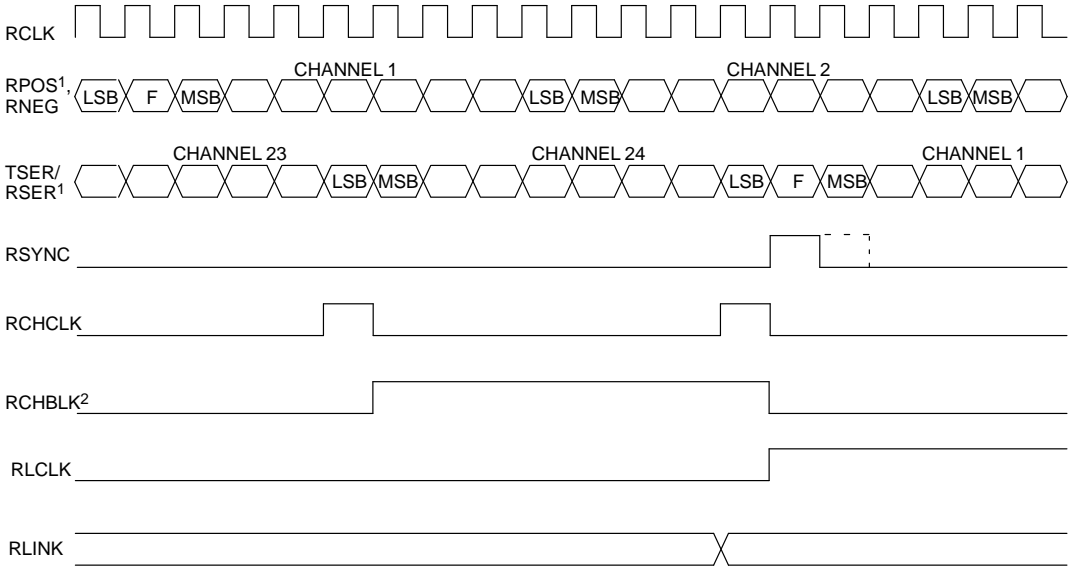 RCLK
CHANNEL 1 CHANNEL 2
RPOS1, RNEG LSB F MSB LSB MSB LSB MSB
CHANNEL 23 CHANNEL 24 CHANNEL 1
TSER/ RSER1 LSB MSB LSB F MSB
RSYNC
RCHCLK
RCHBLK2
RLCLK
RLINK